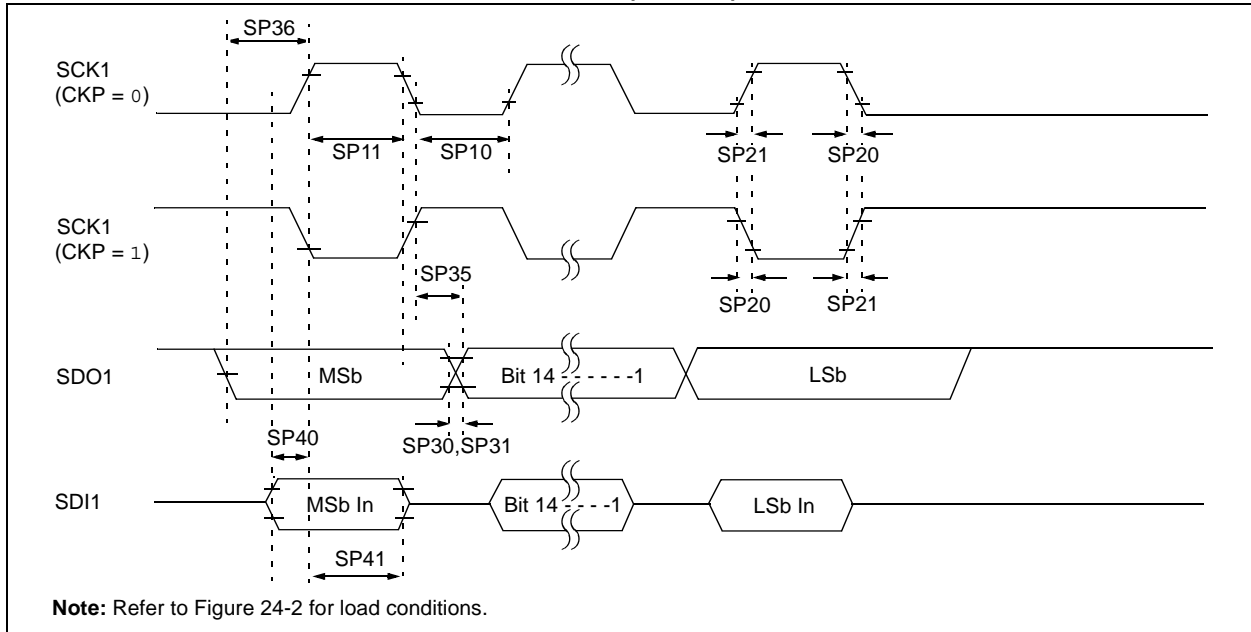 SP36
SCK1
(CKP = 0)
SP11
SP10
SP21
SP20
SCK1
(CKP = 1)
SP35
SP20
SP21
SDO1
MSb
Bit 14 - - - - - -1
LSb
SP40
SP30,SP31
SDI1
MSb In
Bit 14 - - - -1
LSb In
SP41
Note: Refer to Figure 24-2 for load conditions.